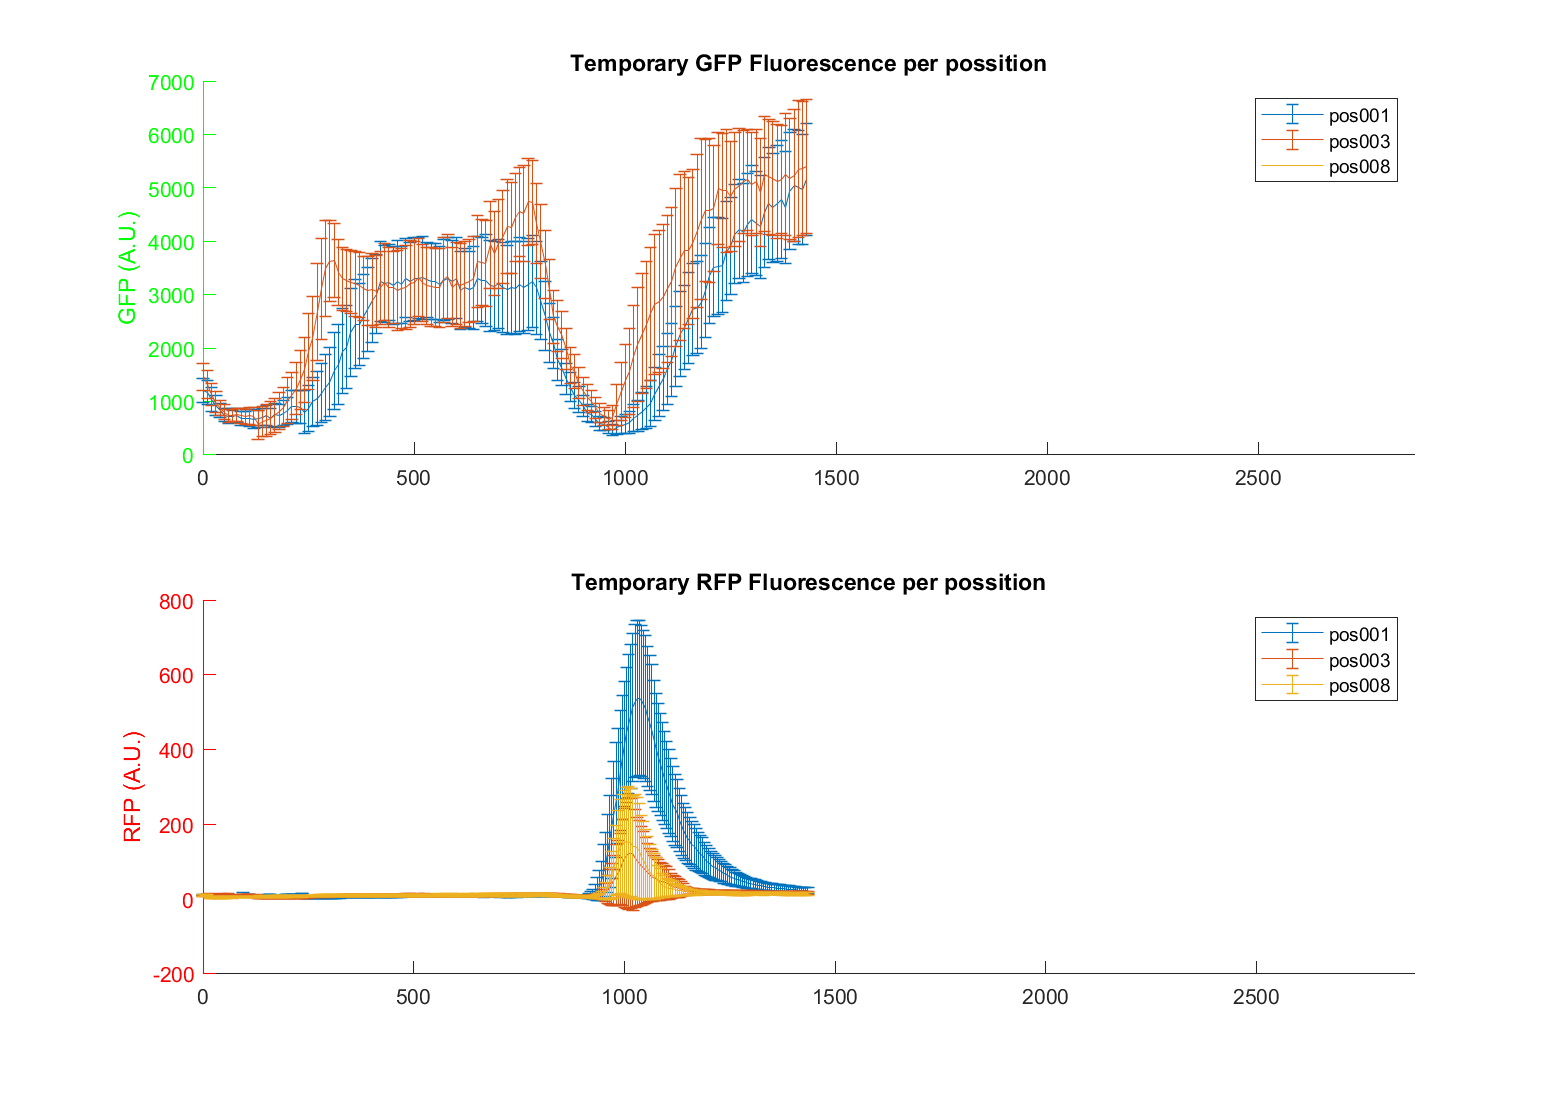 Temporary GFP Fluorescence per possition
7000
6000
5000
4000
3000
2000
1000
0
GFP (A.U.)
0 500 1000 1500 2000 2500
pos001
pos003
pos008
Temporary RFP Fluorescence per possition
800
600
400
200
0
-200
RFP (A.U.)
0 500 1000 1500 2000 2500
pos001
pos003
pos008